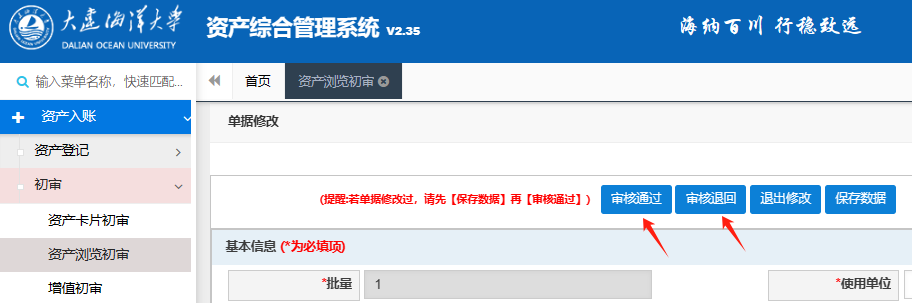 大连海洋大学
DALIAN OCEAN UNIVERSITY
资产综合管理系统 V2.35
海纳百川 行稳致远
输入菜单名称，快速匹配...
首页
资产浏览初审
资产入账
单据修改
资产登记
初审
(提醒:若单据修改过，请先【保存数据】再【审核通过】)
审核通过
审核退回
退出修改
保存数据
资产卡片初审
资产浏览初审
基本信息 (*为必填项)
增值初审
*批量
1
*使用单位